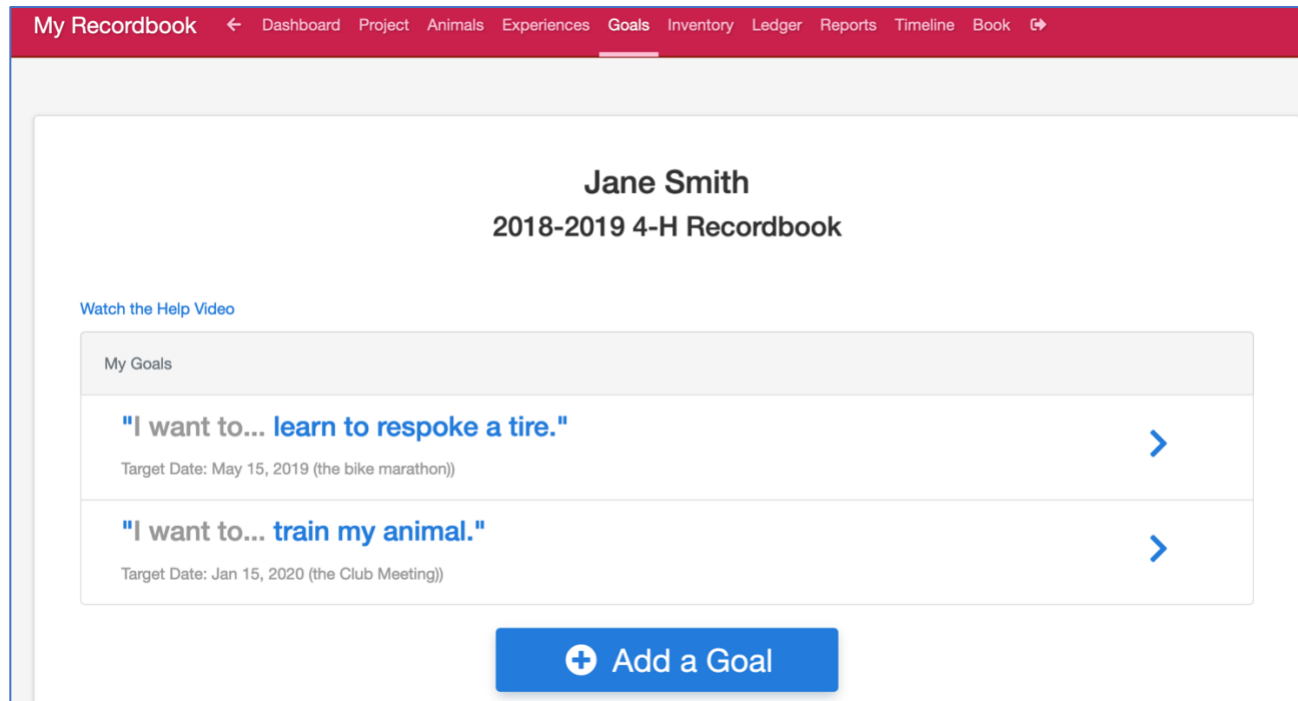 My Recordbook Dashboard Project Animals Experiences Goals Inventory Ledger Reports Timeline Book
Jane Smith
2018-2019 4-H Recordbook
Watch the Help Video
My Goals
"I want to... learn to respoke a tire."
Target Date: May 15, 2019 (the bike marathon))
"I want to... train my animal."
Target Date: Jan 15, 2020 (the Club Meeting))
Add a Goal